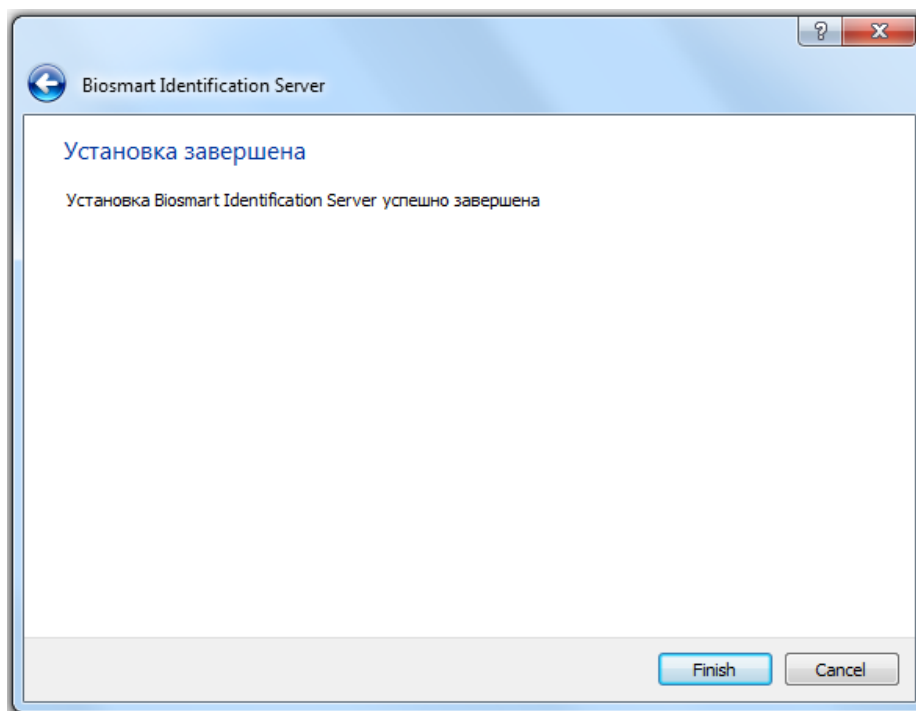 Biosmart Identification Server
Установка завершена
Установка Biosmart Identification Server успешно завершена
Finish Cancel